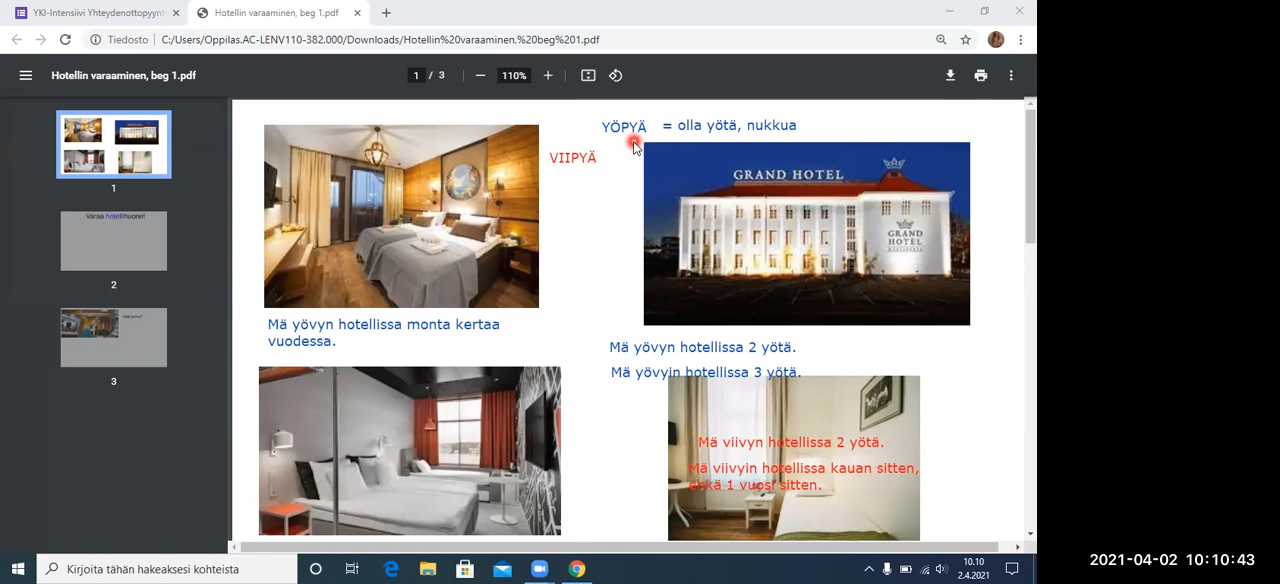 YKI-Intensiivi Yhteydenottopyynt
Hotellin varaaminen, beg 1.pdf
Tiedosto
C:/Users/Oppilas.AC-LENV110-382.000/Downloads/Hotellin%20varaaminen,%20beg%201.pdf
Hotellin varaaminen, beg 1.pdf
1 / 3
110%
1
Varaa hotellihuone!
2
3
YÖPYÄ = olla yötä, nukkua
VIIPYÄ
GRAND HOTEL
GRAND
HOTEL
Mä yövyn hotellissa monta kertaa
vuodessa.
Mä yövyn hotellissa 2 yötä.
Mä yövyin hotellissa 3 yötä.
Mä viivyn hotellissa 2 yötä.
Mä viivyin hotellissa kauan sitten,
ehkä 1 vuosi sitten.
Kirjoita tähän hakeaksesi kohteista
10.10
2.4.2021
2021-04-02 10:10:43